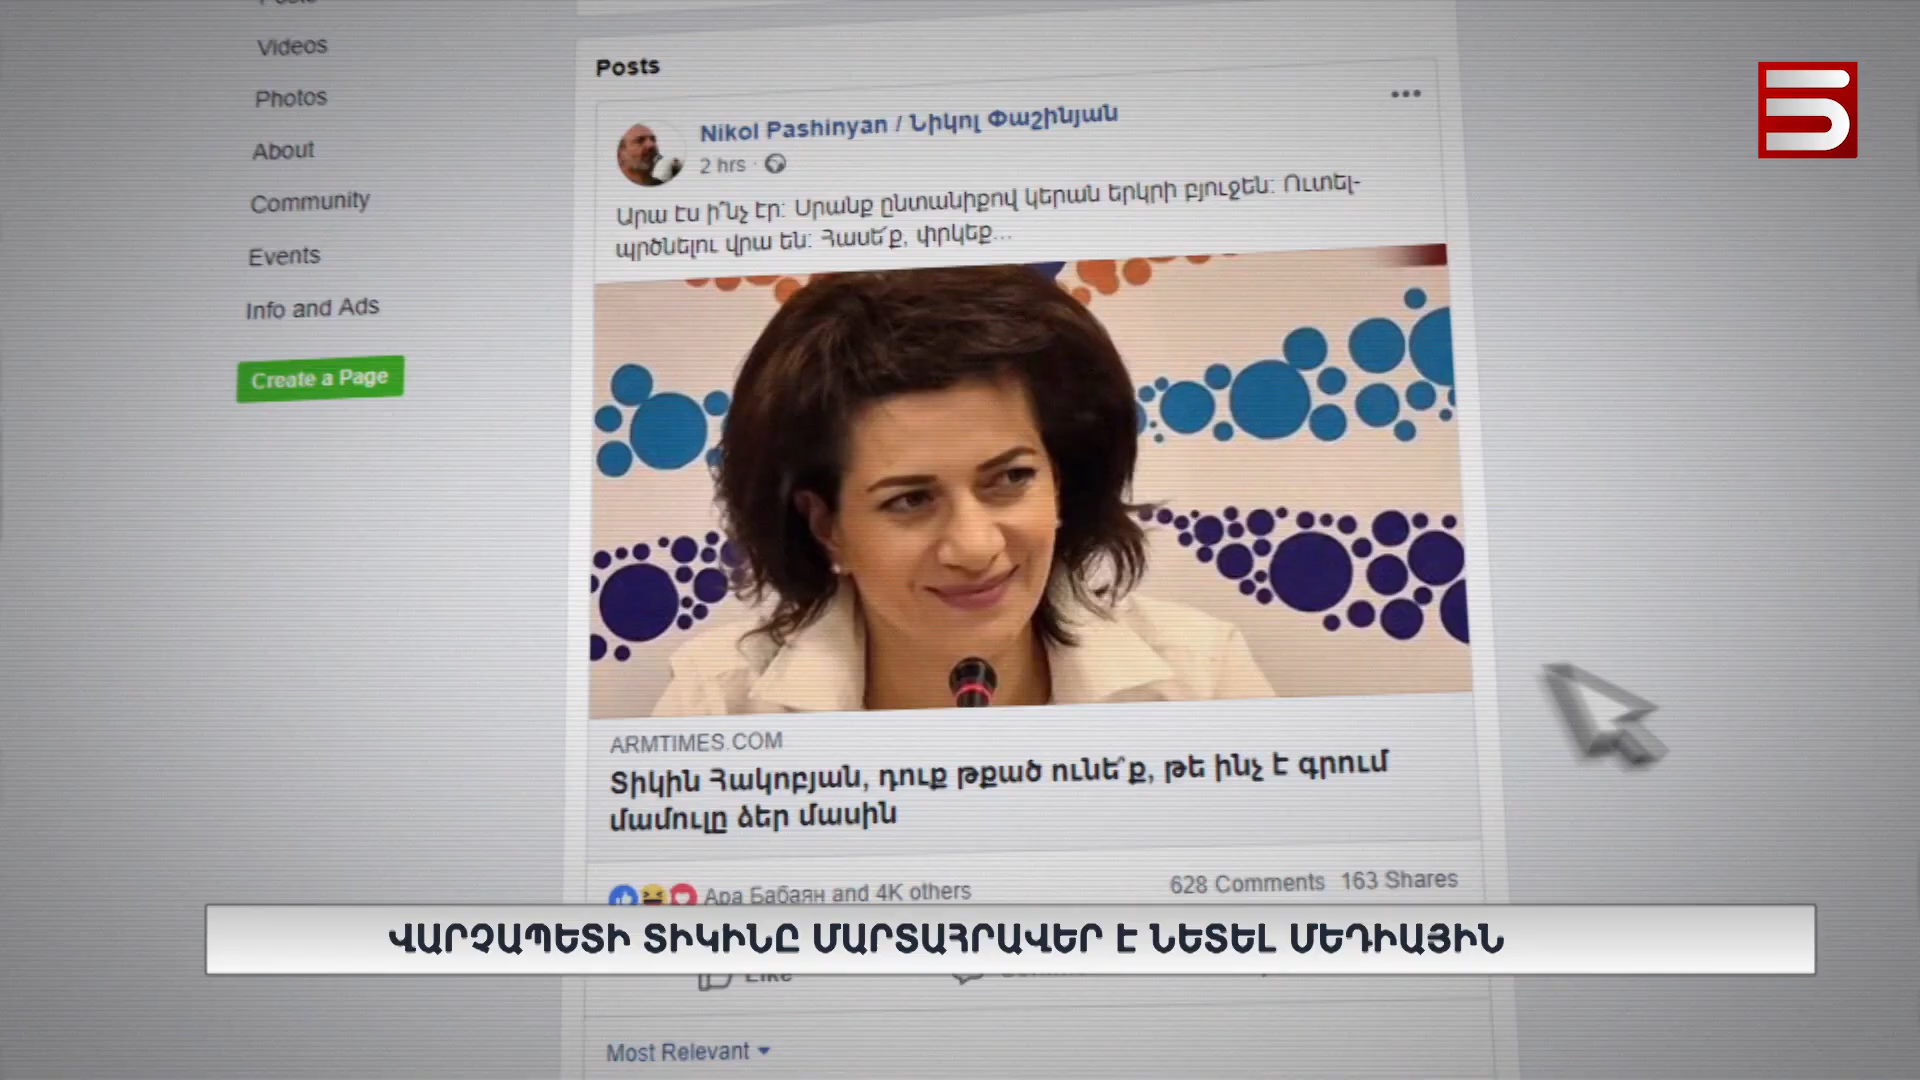 Videos
Photos
About
Community
Events
Info and Ads
Create a Page
Posts
Nikol Pashinyan / Նիկոլ Փաշինյան
2 hrs ·
Արա էս ի՞նչ էր: Սրանք ընտանիքով կերան երկրի բյուջեն: Ուտել-
պրծնելու վրա են: Հասե՜ք, փրկեք...
ARMTIMES.COM
Տիկին Հակոբյան, դուք թքած ունե՞ք, թե ինչ է գրում
մամուլը ձեր մասին
Ара Бабаян and 4K others
628 Comments 163 Shares
ՎԱՐՉԱՊԵՏԻ ՏԻԿԻՆԸ ՄԱՐՏԱՀՐԱՎԵՐ Է ՆԵՏԵԼ ՄԵԴԻԱՅԻՆ
Like
Most Relevant